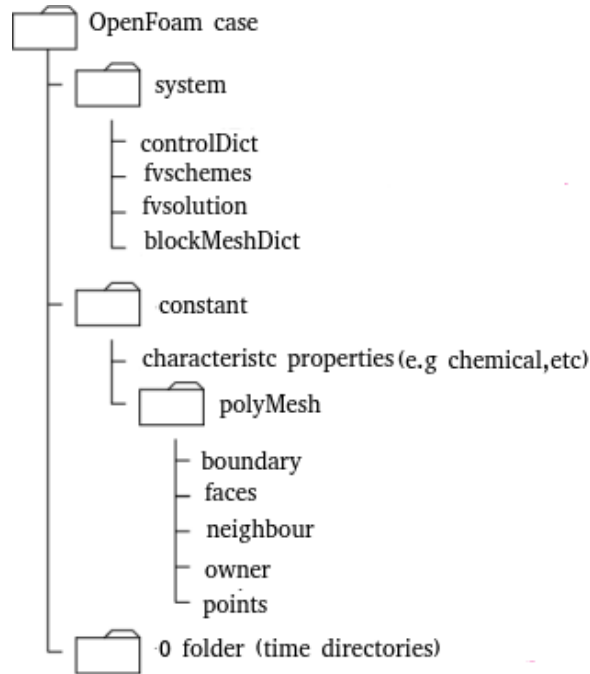 OpenFoam case
system
controlDict
fvschemes
fvsolution
blockMeshDict
constant
characteristc properties(e.g chemical,etc)
polyMesh
boundary
faces
neighbour
owner
points
0 folder (time directories)